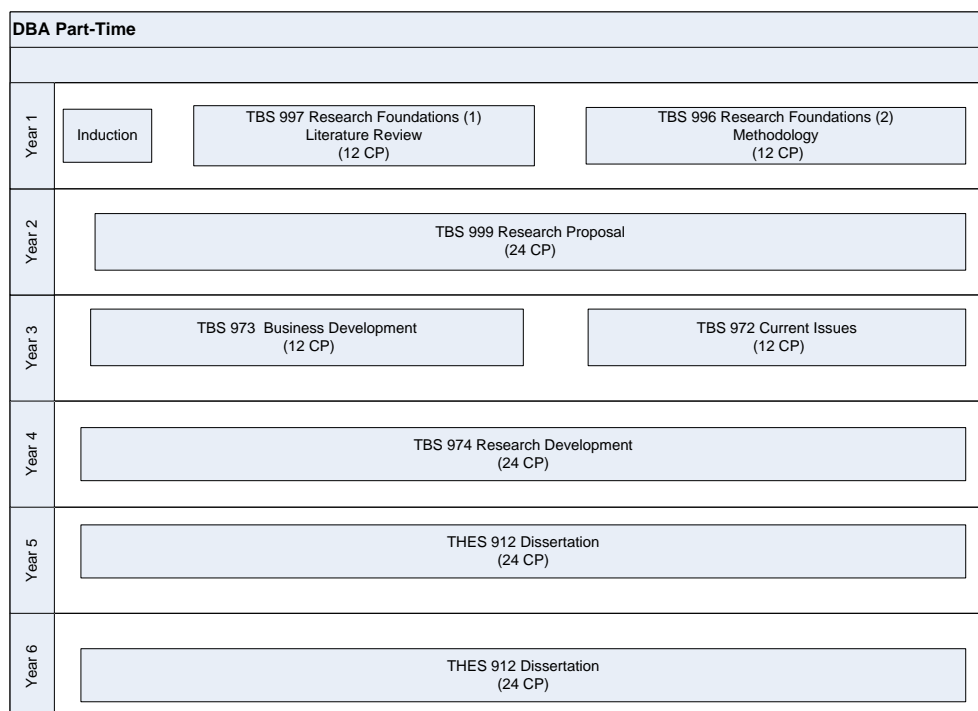 DBA Part-Time
Year 1
Induction
TBS 997 Research Foundations (1)
Literature Review
(12 CP)
TBS 996 Research Foundations (2)
Methodology
(12 CP)
Year 2
TBS 999 Research Proposal
(24 CP)
Year 3
TBS 973  Business Development
(12 CP)
TBS 972 Current Issues
(12 CP)
Year 4
TBS 974 Research Development
(24 CP)
Year 5
THES 912 Dissertation
(24 CP)
Year 6
THES 912 Dissertation
(24 CP)